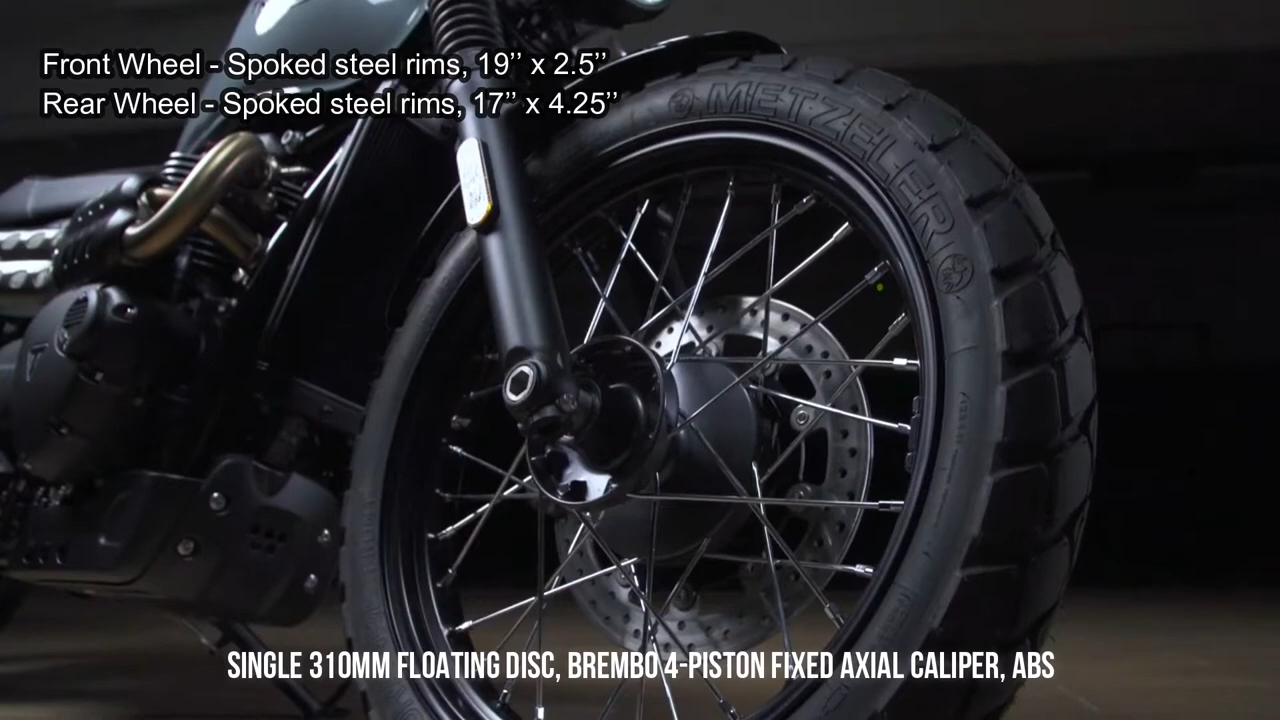 Front Wheel - Spoked steel rims, 19’’ x 2.5’’
Rear Wheel - Spoked steel rims, 17’’ x 4.25’’
METZELER
T
SINGLE 310MM FLOATING DISC, BREMBO 4-PISTON FIXED AXIAL CALIPER, ABS